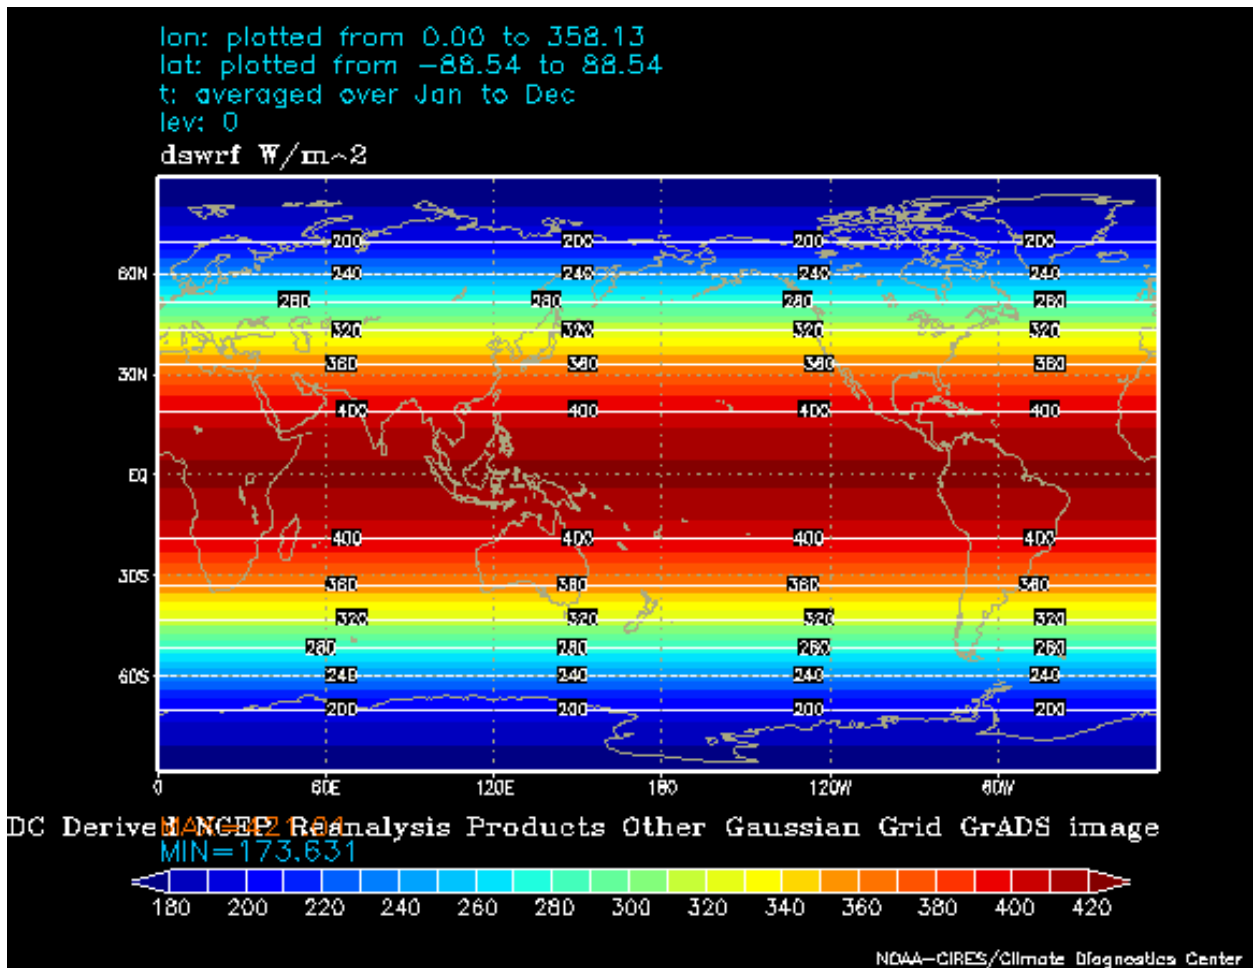 lon: plotted from 0.00 to 358.13
lat: plotted from -88.54 to 88.54
t: averaged over Jan to Dec
lev: 0
dswrf W/m~2
200 200 200 200
60N 240 240 240 240
280 280 280 280
320 320 320 320
360 360 360 360
30N
400 400 400 400
EQ
400 400 400 400
30S
360 360 360 360
320 320 320 320
280 280 280 280
60S 240 240 240 240
200 200 200 200
0 60E 120E 180 120W 60W
DC Derived NCEP Reanalysis Products Other Gaussian Grid GrADS image
MIN=173.631
180 200 220 240 260 280 300 320 340 360 380 400 420
NOAA-CIRES/Climate Diagnostics Center